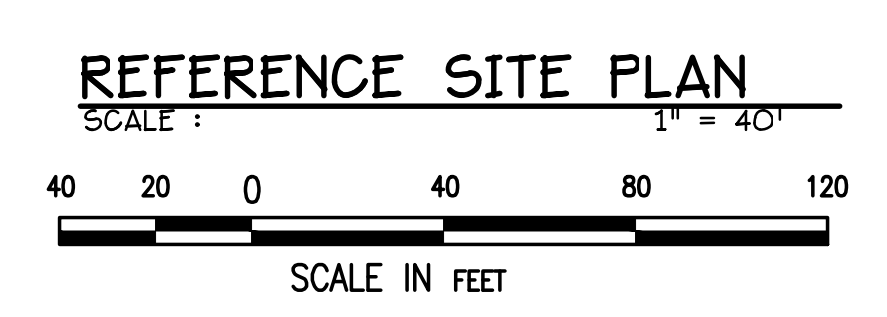 REFERENCE SITE PLAN
SCALE : 1" = 40'
40 20 0 40 80 120
SCALE IN FEET